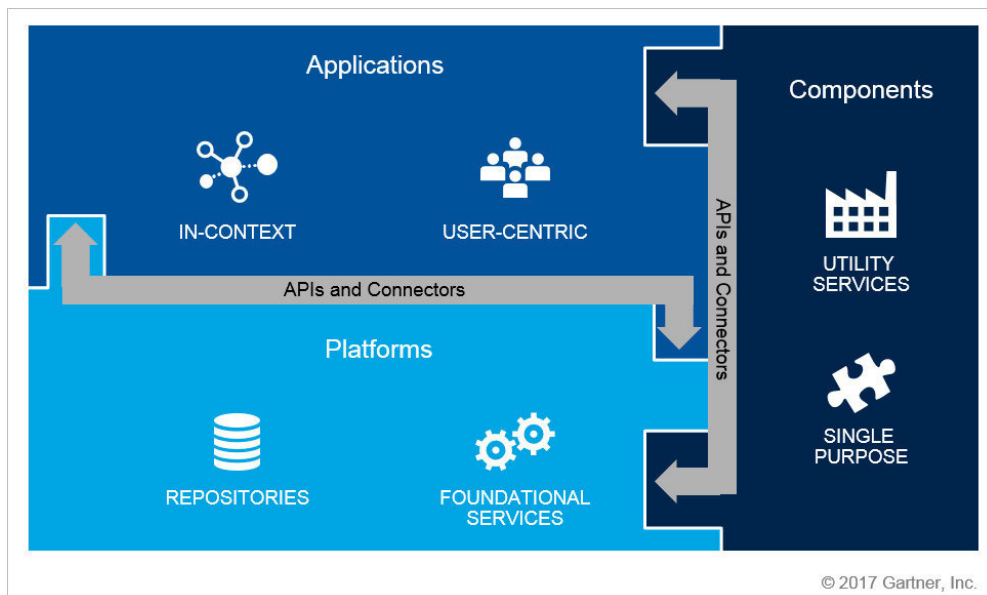 Applications
Components
IN-CONTEXT
USER-CENTRIC
APIs and Connectors
APIs and Connectors
UTILITY
SERVICES
Platforms
SINGLE
PURPOSE
REPOSITORIES
FOUNDATIONAL
SERVICES
© 2017 Gartner, Inc.